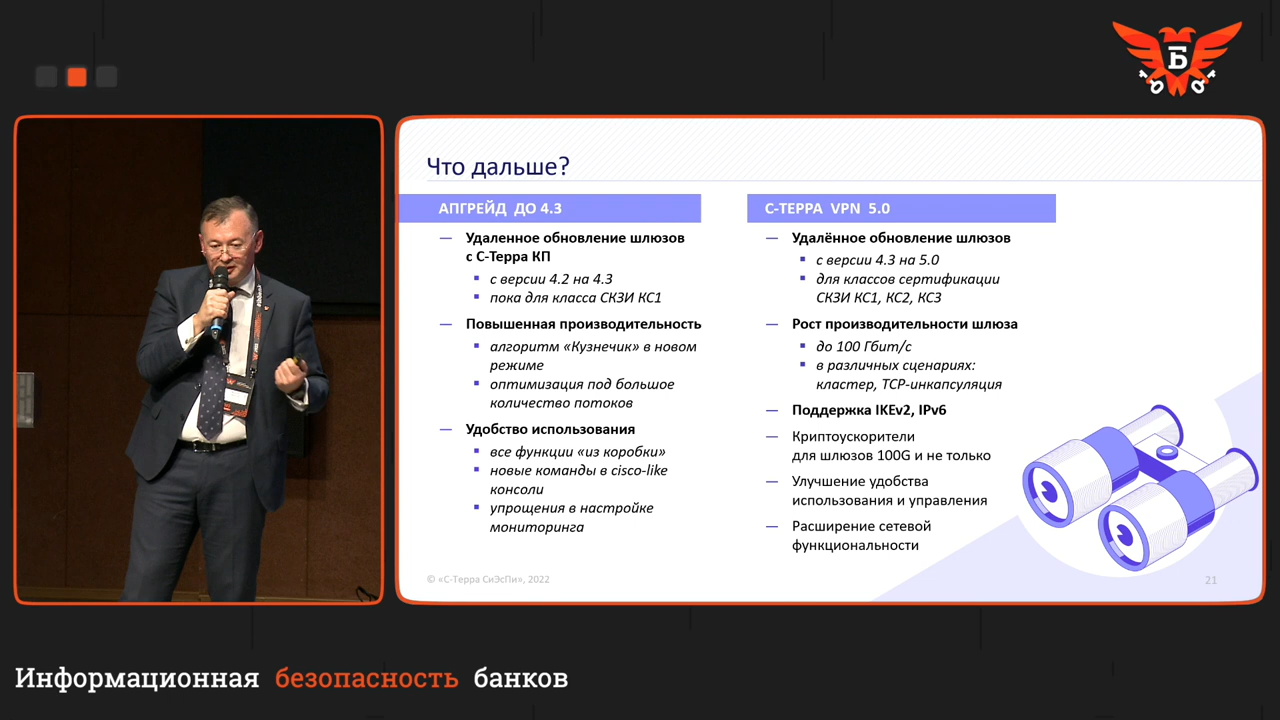 Б
Что дальше?
АПГРЕЙД ДО 4.3
— Удаленное обновление шлюзов
с С-Терра КП
▪ с версии 4.2 на 4.3
▪ пока для класса СКЗИ КС1
— Повышенная производительность
▪ алгоритм «Кузнечик» в новом
режиме
▪ оптимизация под большое
количество потоков
— Удобство использования
▪ все функции «из коробки»
▪ новые команды в cisco-like
консоли
▪ упрощения в настройке
мониторинга
С-ТЕРРА VPN 5.0
— Удалённое обновление шлюзов
▪ с версии 4.3 на 5.0
▪ для классов сертификации
СКЗИ КС1, КС2, КС3
— Рост производительности шлюза
▪ до 100 Гбит/с
▪ в различных сценариях:
кластер, TCP-инкапсуляция
— Поддержка IKEv2, IPv6
— Криптоускорители
для шлюзов 100G и не только
— Улучшение удобства
использования и управления
— Расширение сетевой
функциональности
© «С-Терра СиЭсПи», 2022
21
Информационная безопасность банков